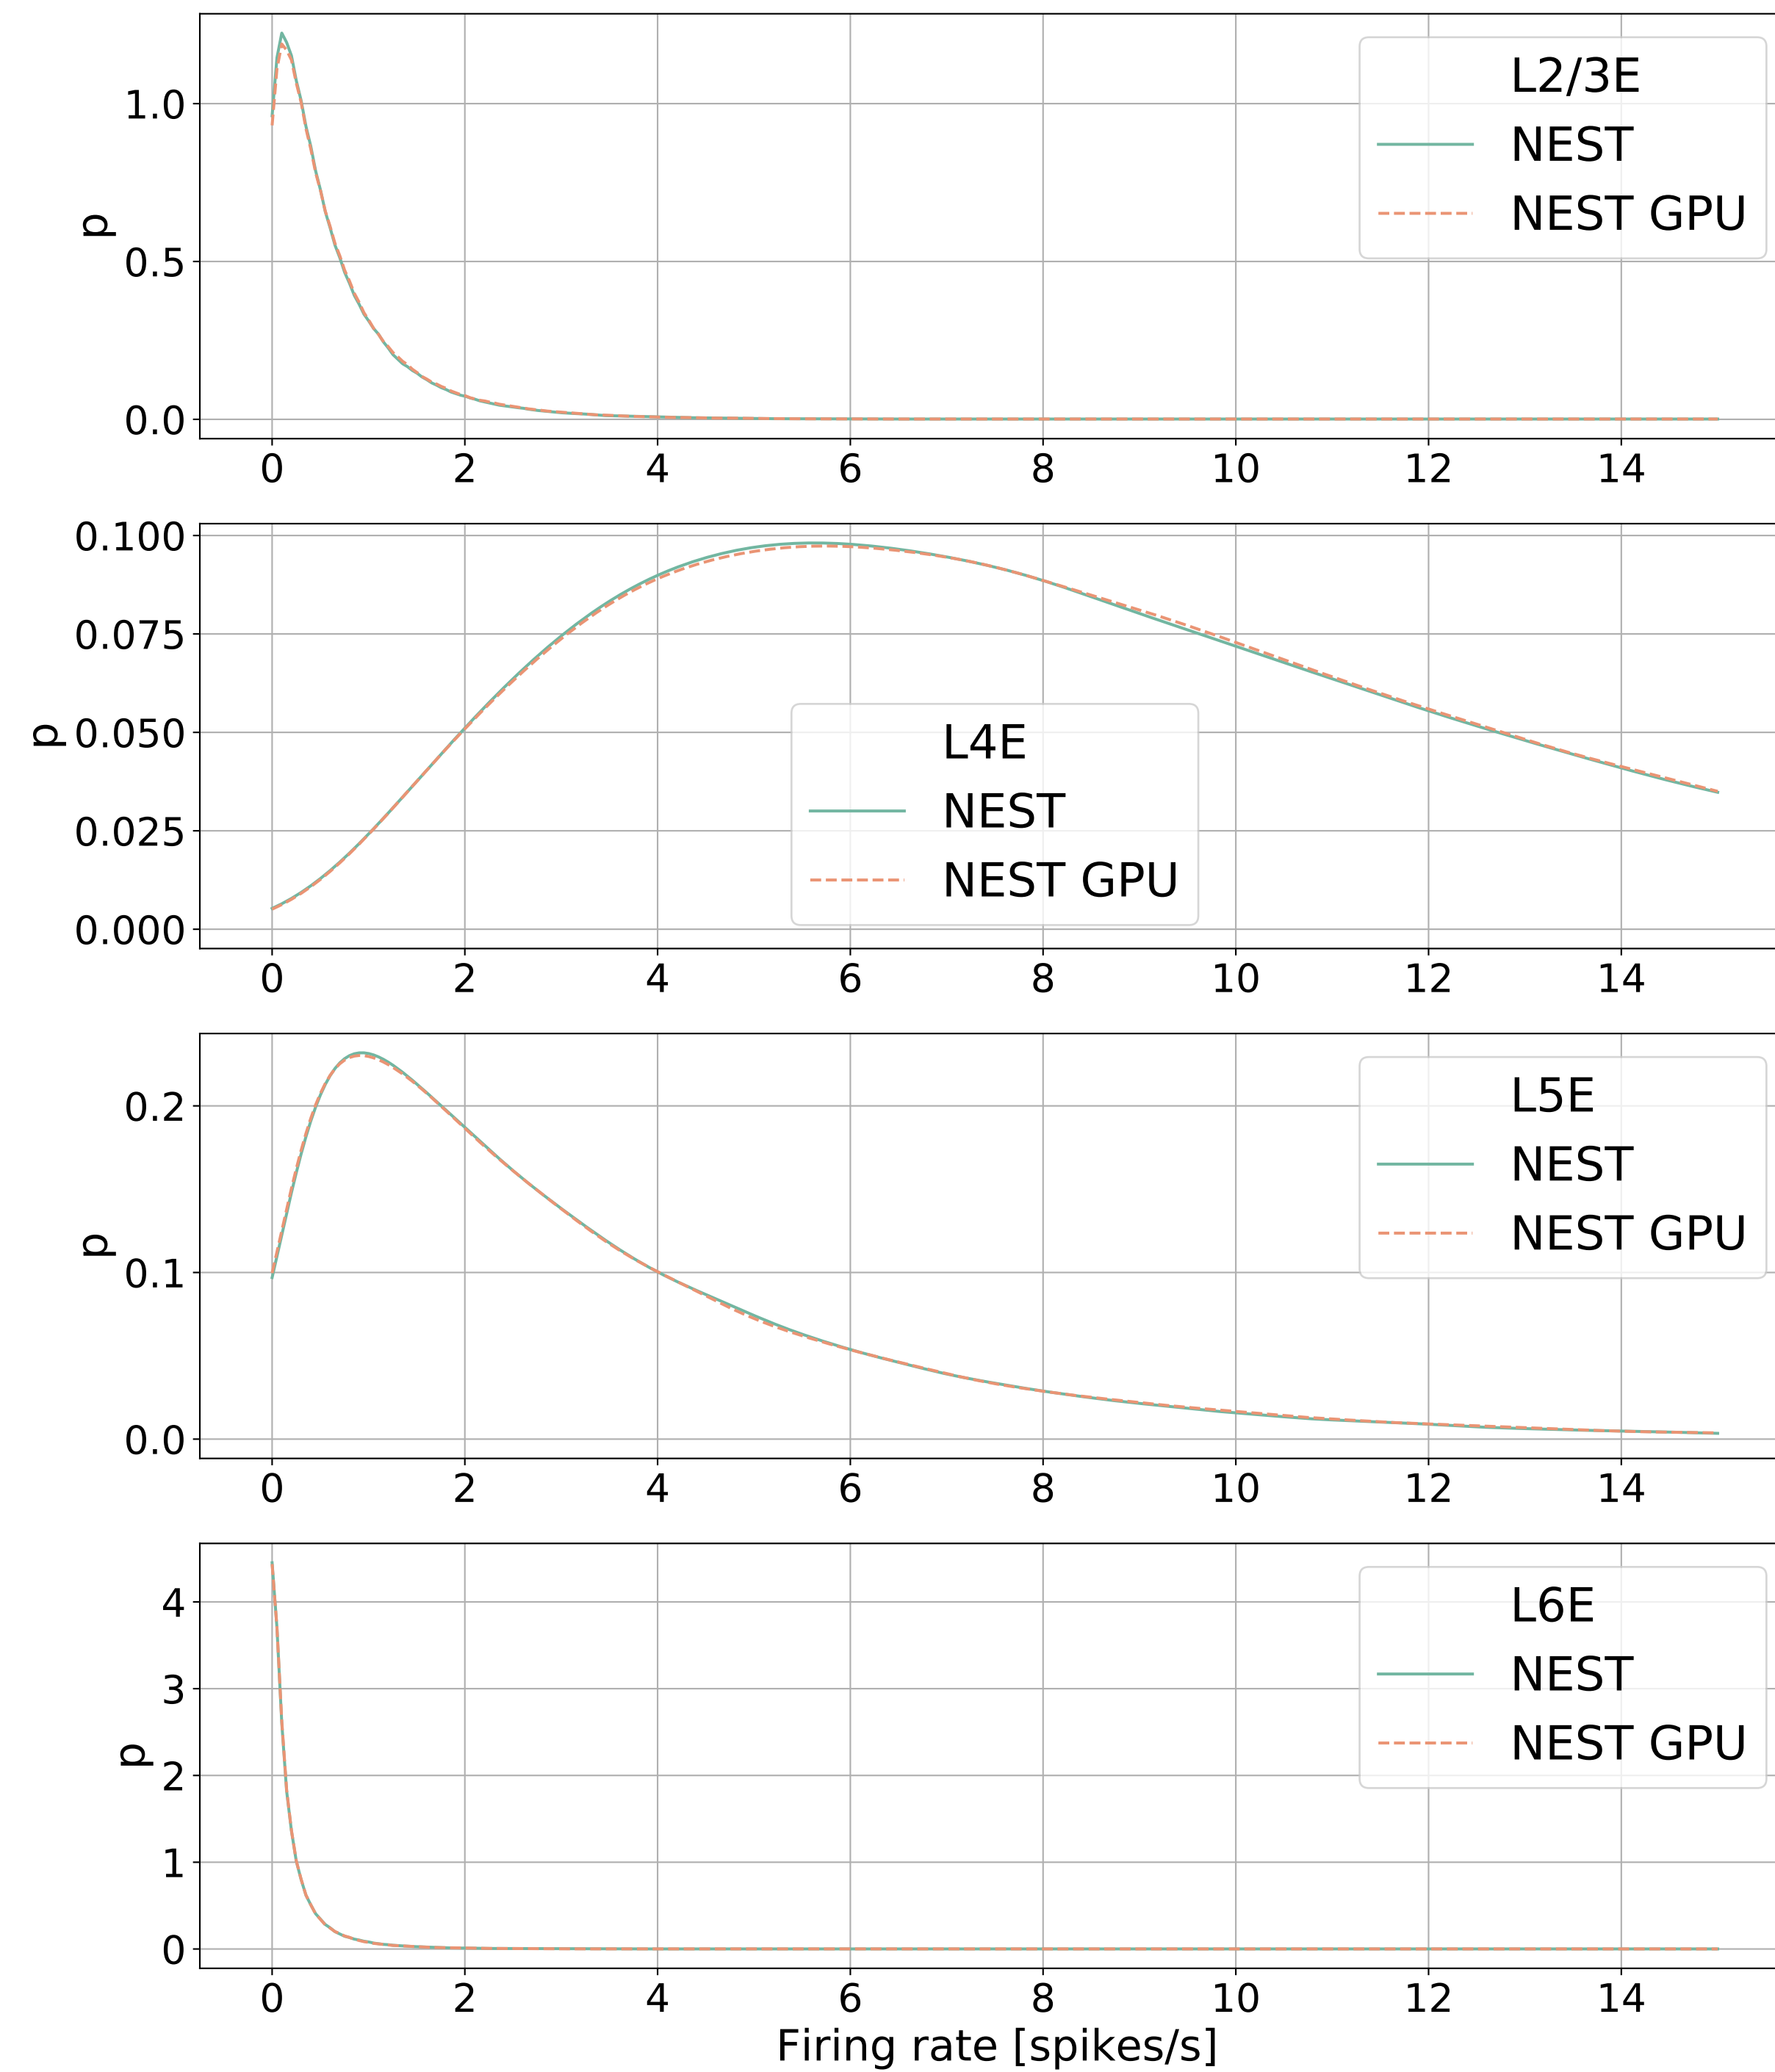 p
1.0
0.5
0.0
L2/3E
NEST
NEST GPU
0 2 4 6 8 10 12 14
p
0.100
0.075
0.050
0.025
0.000
L4E
NEST
NEST GPU
0 2 4 6 8 10 12 14
p
0.2
0.1
0.0
L5E
NEST
NEST GPU
0 2 4 6 8 10 12 14
p
4
3
2
1
0
L6E
NEST
NEST GPU
0 2 4 6 8 10 12 14
Firing rate [spikes/s]